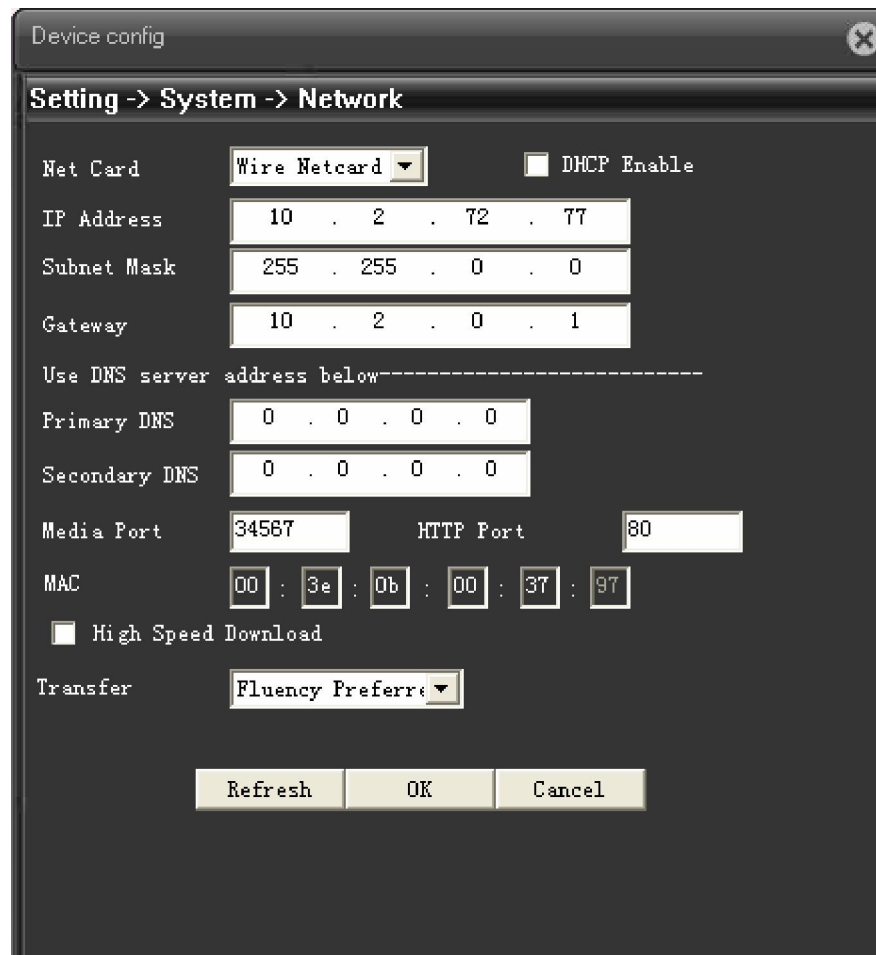 Device config
Setting -> System -> Network
Net Card Wire Netcard DHCP Enable
IP Address 10 . 2 . 72 . 77
Subnet Mask 255 . 255 . 0 . 0
Gateway 10 . 2 . 0 . 1
Use DNS server address below---------------------------
Primary DNS 0 . 0 . 0 . 0
Secondary DNS 0 . 0 . 0 . 0
Media Port 34567 HTTP Port 80
MAC 00 : 3e : 0b : 00 : 37 : 97
High Speed Download
Transfer Fluency Preferre
Refresh OK Cancel